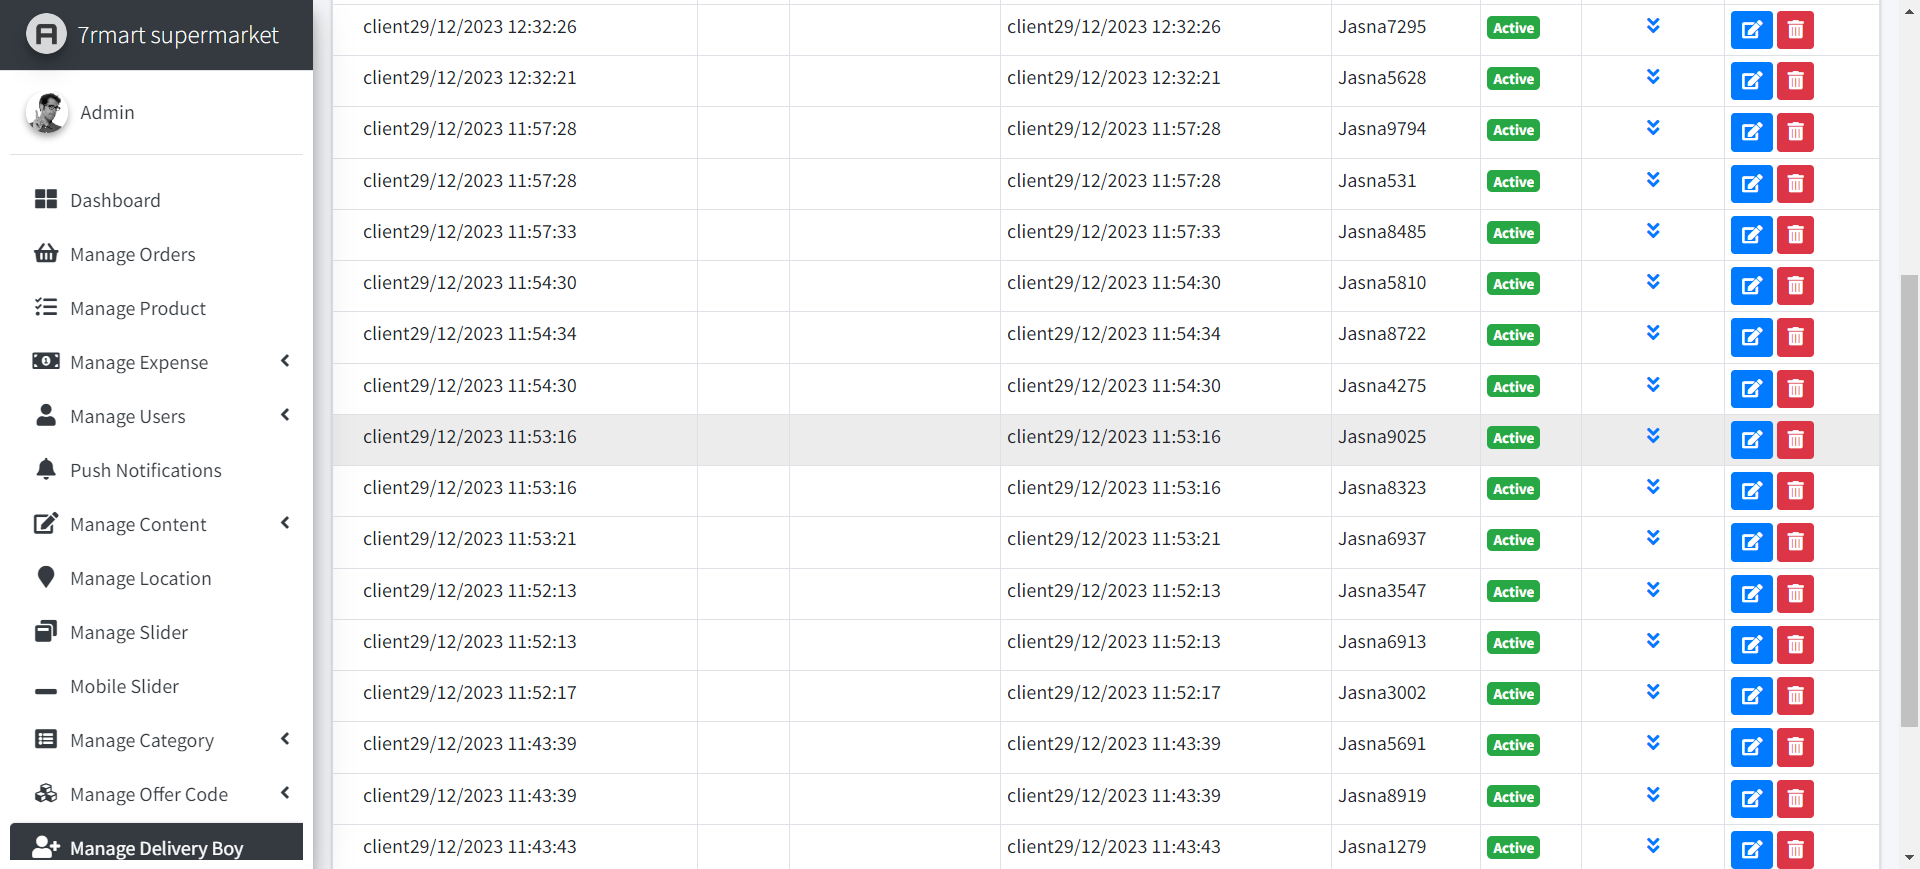 7rmart supermarket
Admin
Dashboard
Manage Orders
Manage Product
Manage Expense
Manage Users
Push Notifications
Manage Content
Manage Location
Manage Slider
Mobile Slider
Manage Category
Manage Offer Code
Manage Delivery Boy
client29/12/2023 12:32:26 client29/12/2023 12:32:26 Jasna7295 Active
client29/12/2023 12:32:21 client29/12/2023 12:32:21 Jasna5628 Active
client29/12/2023 11:57:28 client29/12/2023 11:57:28 Jasna9794 Active
client29/12/2023 11:57:28 client29/12/2023 11:57:28 Jasna531 Active
client29/12/2023 11:57:33 client29/12/2023 11:57:33 Jasna8485 Active
client29/12/2023 11:54:30 client29/12/2023 11:54:30 Jasna5810 Active
client29/12/2023 11:54:34 client29/12/2023 11:54:34 Jasna8722 Active
client29/12/2023 11:54:30 client29/12/2023 11:54:30 Jasna4275 Active
client29/12/2023 11:53:16 client29/12/2023 11:53:16 Jasna9025 Active
client29/12/2023 11:53:16 client29/12/2023 11:53:16 Jasna8323 Active
client29/12/2023 11:53:21 client29/12/2023 11:53:21 Jasna6937 Active
client29/12/2023 11:52:13 client29/12/2023 11:52:13 Jasna3547 Active
client29/12/2023 11:52:13 client29/12/2023 11:52:13 Jasna6913 Active
client29/12/2023 11:52:17 client29/12/2023 11:52:17 Jasna3002 Active
client29/12/2023 11:43:39 client29/12/2023 11:43:39 Jasna5691 Active
client29/12/2023 11:43:39 client29/12/2023 11:43:39 Jasna8919 Active
client29/12/2023 11:43:43 client29/12/2023 11:43:43 Jasna1279 Active